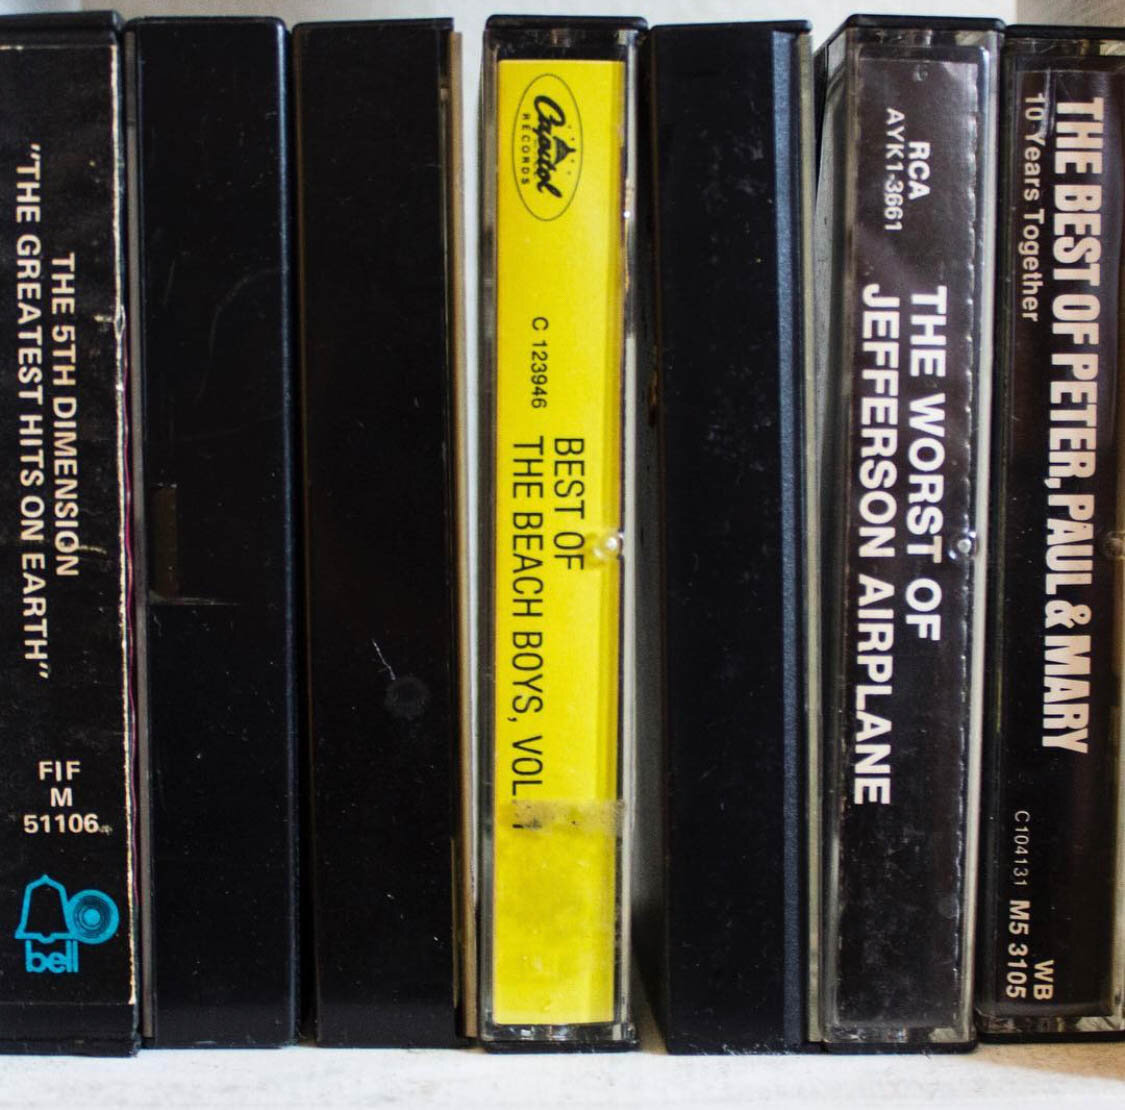 THE 5TH DIMENSION
"THE GREATEST HITS ON EARTH"
FIF
M
51106
bell
Capitol
RECORDS
C 123946
BEST OF
THE BEACH BOYS, VOL.
RCA
AYK1-3661
THE WORST OF
JEFFERSON AIRPLANE
THE BEST OF PETER, PAUL & MARY
10 Years Together
C104131
WB
M5 3105